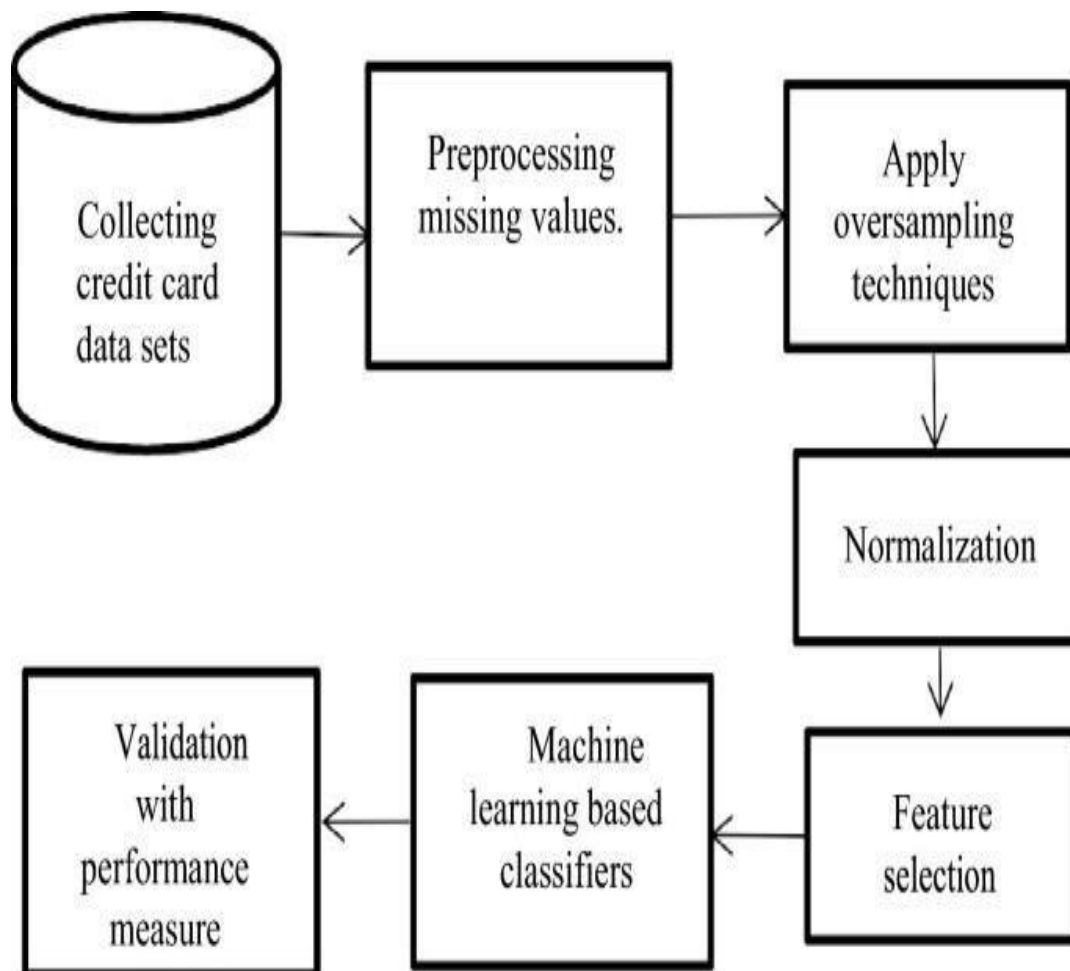 Collecting
credit card
data sets
Preprocessing
missing values.
Apply
oversampling
techniques
Normalization
Feature
selection
Machine
learning based
classifiers
Validation
with
performance
measure